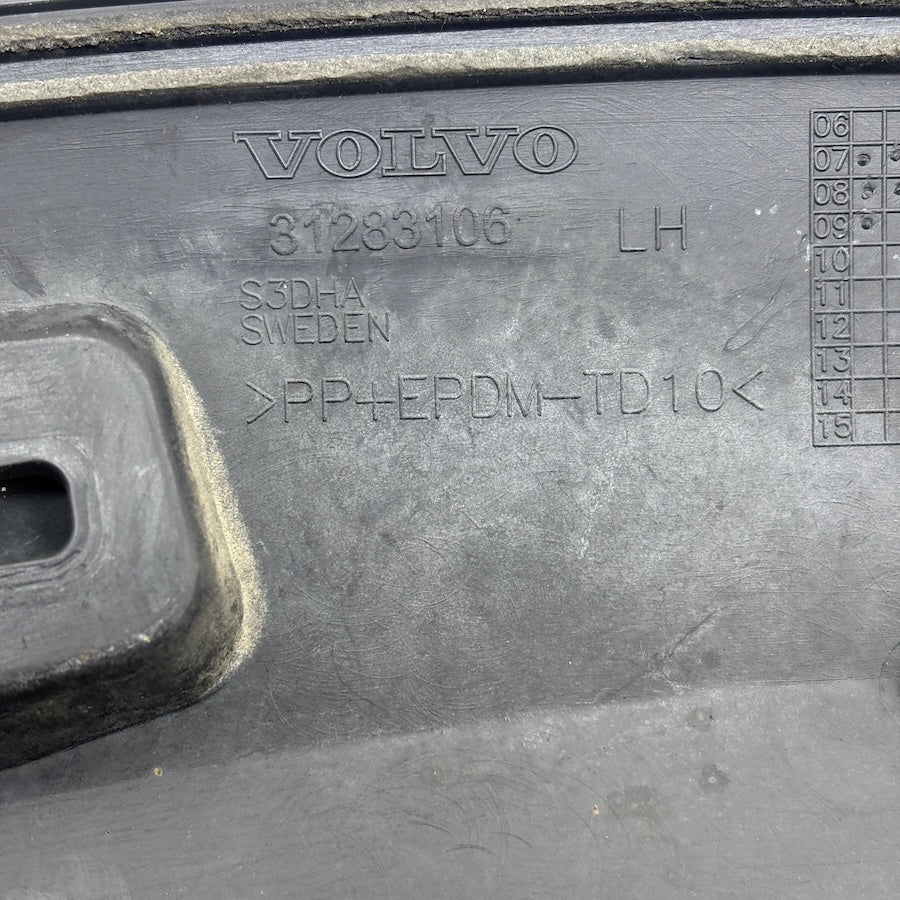 VOLVO
31283106 LH
S3DHA
SWEDEN
>PP+EPDM-TD10<
06
07
08
09
10
11
12
13
14
15